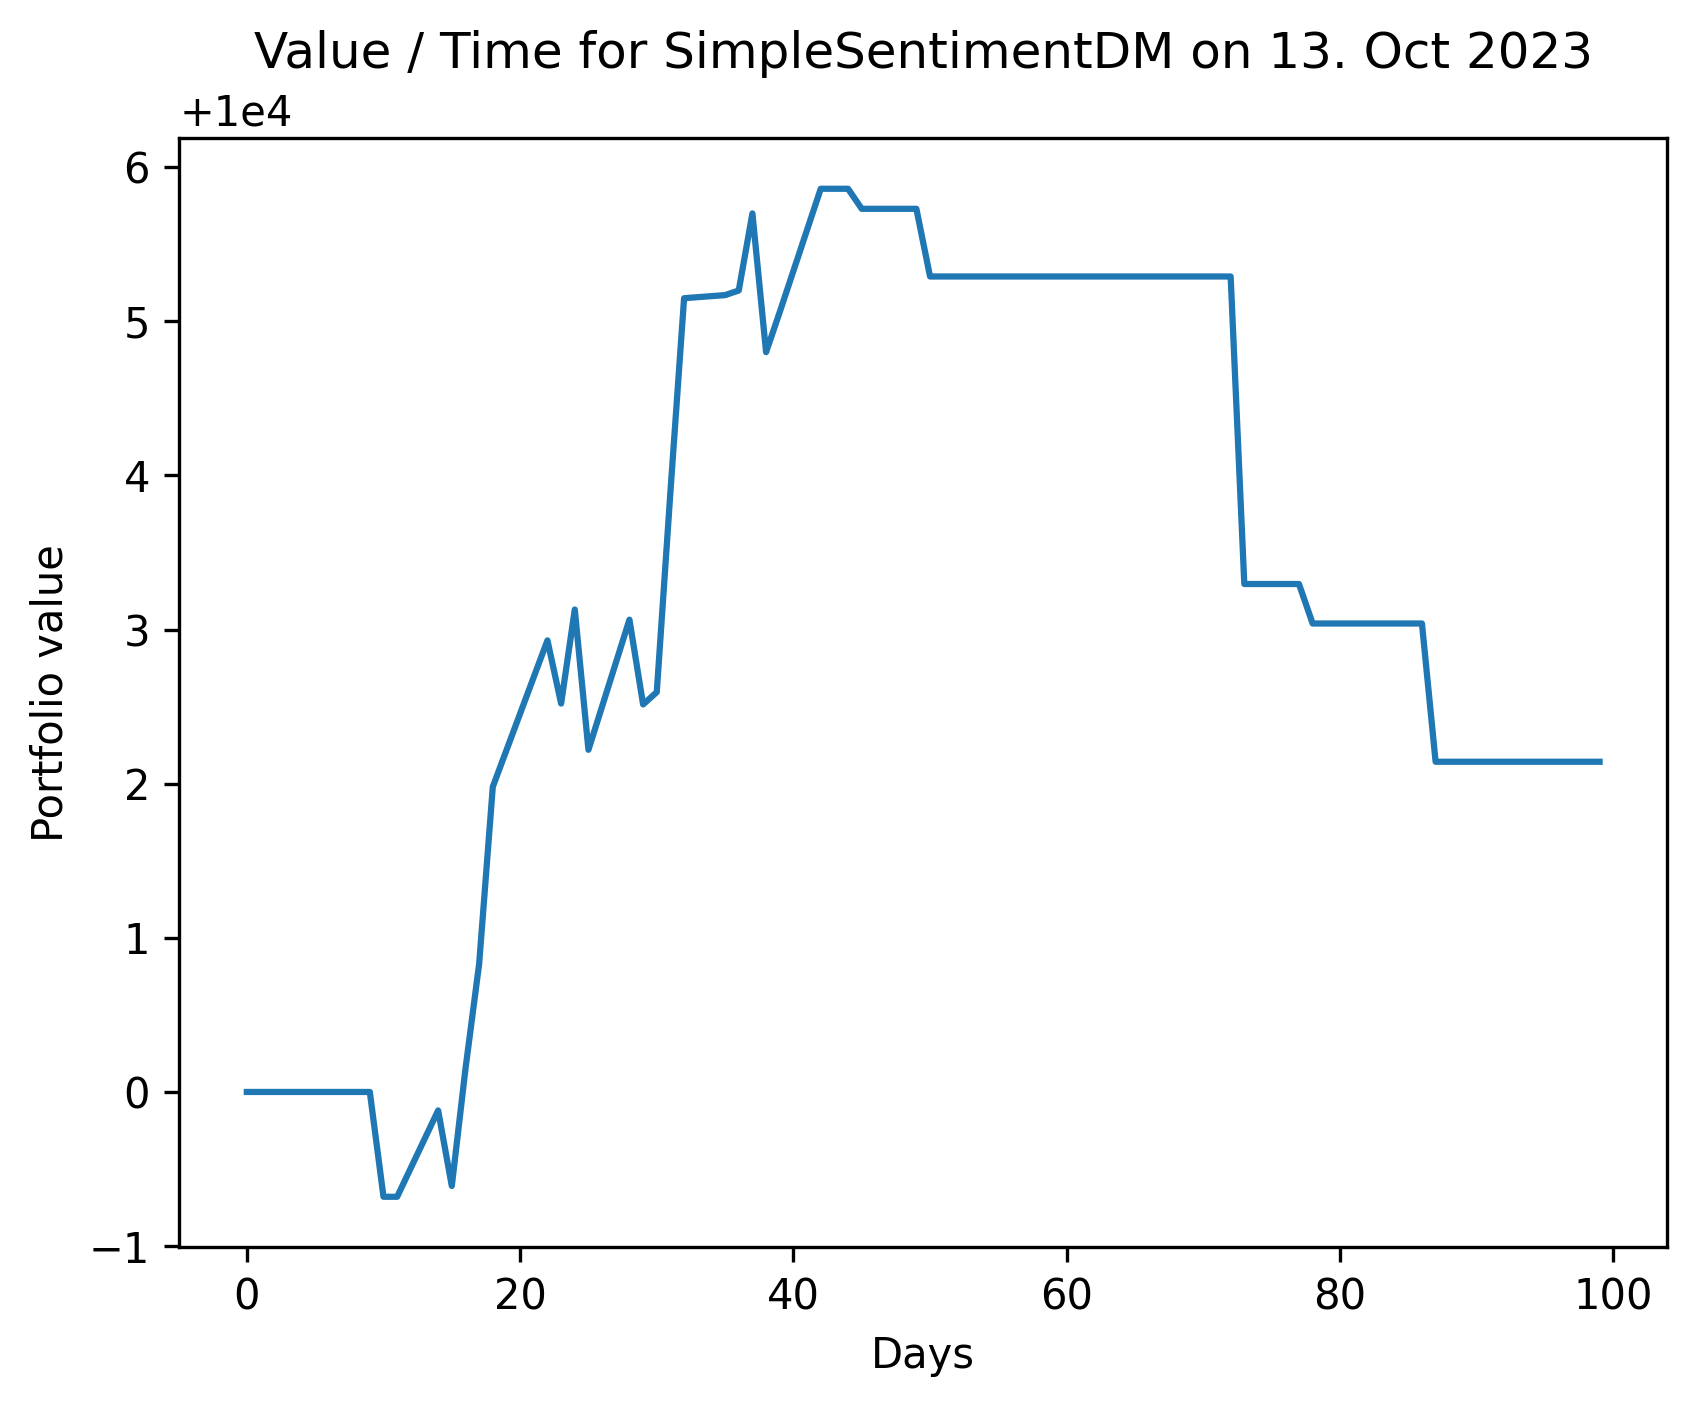 Value / Time for SimpleSentimentDM on 13. Oct 2023
+1e4
6
5
4
3
2
1
0
−1
Portfolio value
0 20 40 60 80 100
Days